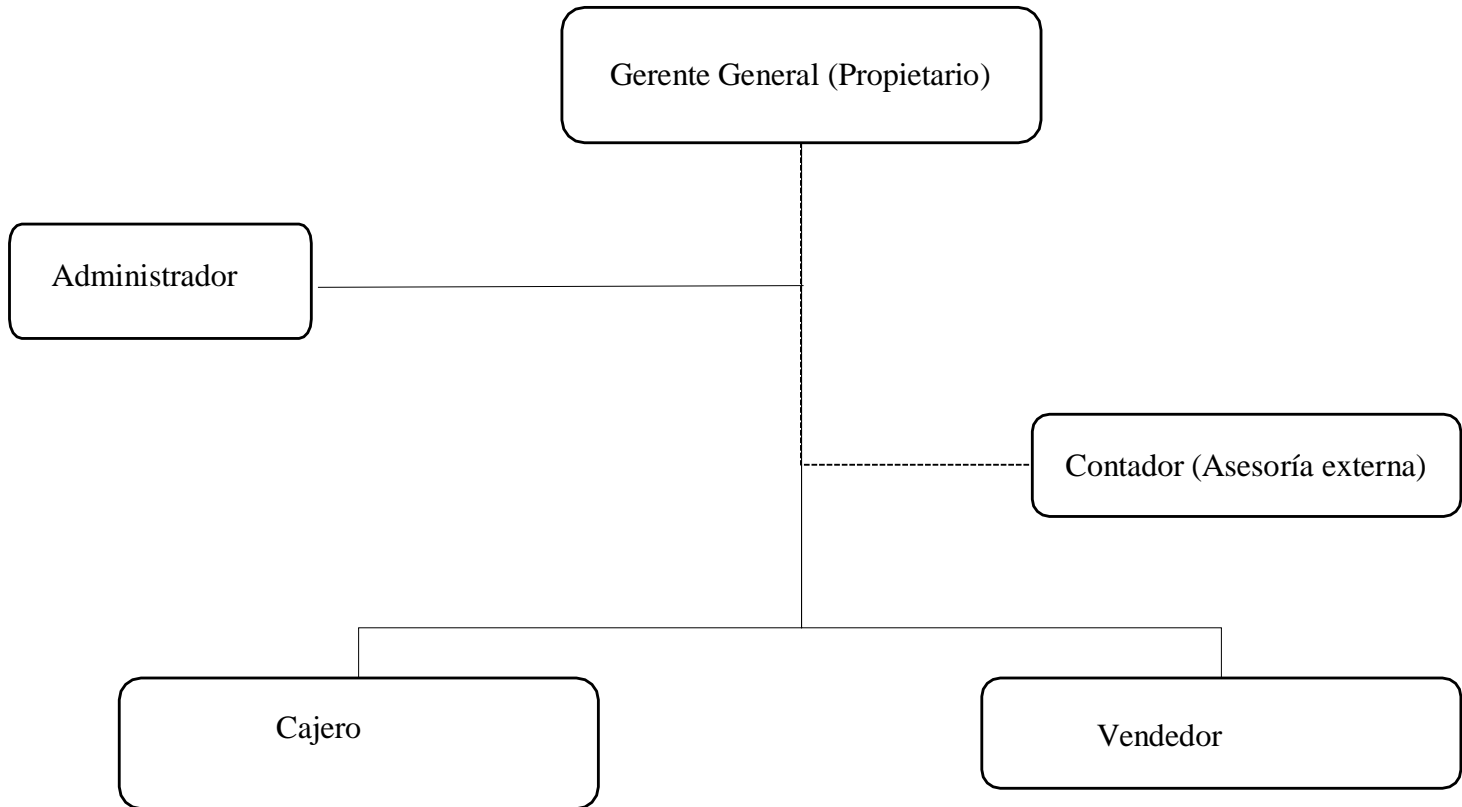 Gerente General (Propietario)
Administrador
Contador (Asesoría externa)
Cajero
Vendedor